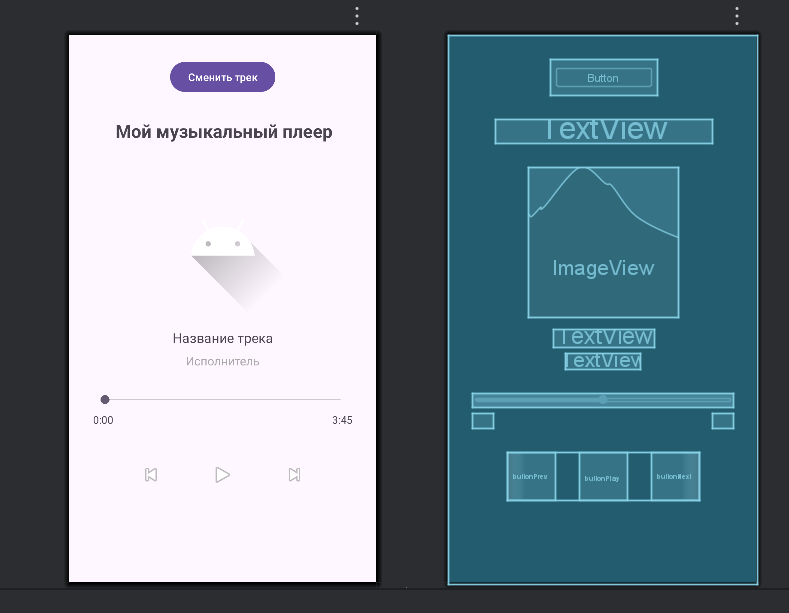 Сменить трек
Мой музыкальный плеер
Название трека
Исполнитель
0:00
3:45
Button
TextView
ImageView
TextView
TextView
buttonPrev
buttonPlay
buttonNext